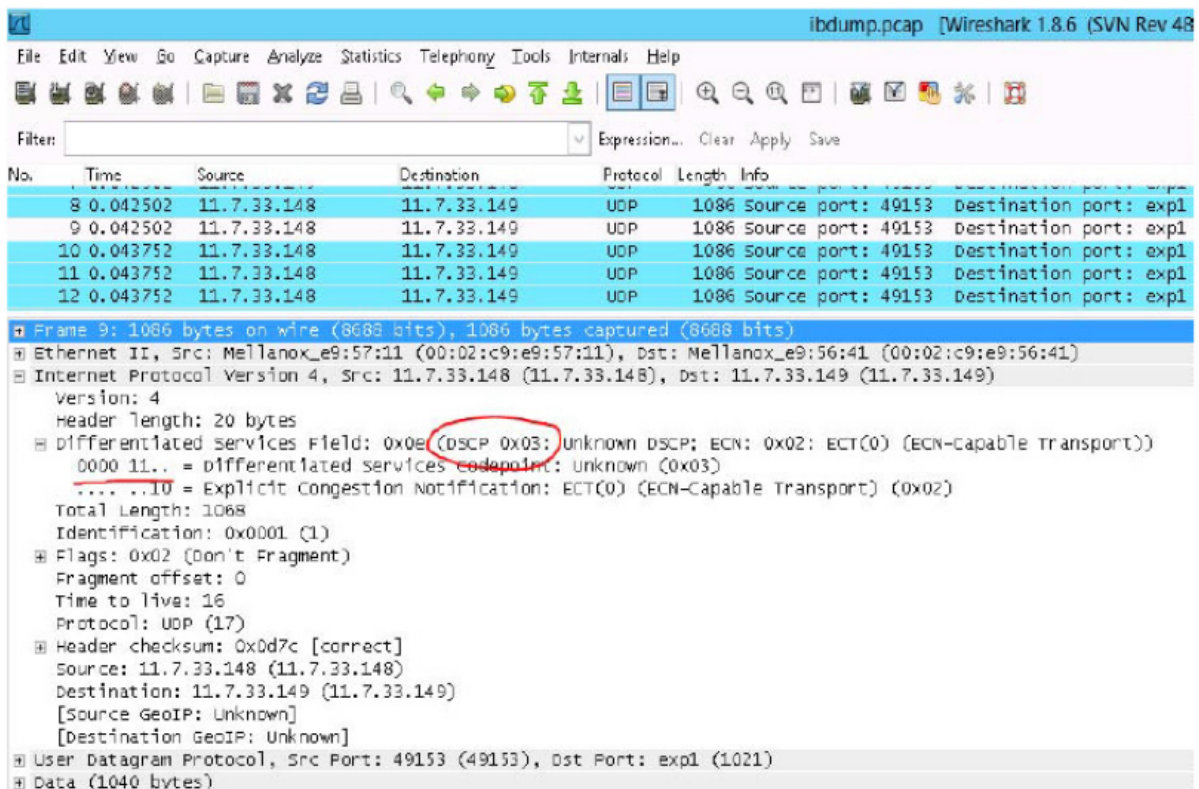 ibdump.pcap [Wireshark 1.8.6 (SVN Rev 48
File Edit View Go Capture Analyze Statistics Telephony Tools Internals Help
Filter: Expression... Clear Apply Save
No. Time Source Destination Protocol Length Info
8 0.042502 11.7.33.148 11.7.33.149 UDP 1086 Source port: 49153 Destination port: exp1
9 0.042502 11.7.33.148 11.7.33.149 UDP 1086 Source port: 49153 Destination port: exp1
10 0.043752 11.7.33.148 11.7.33.149 UDP 1086 Source port: 49153 Destination port: exp1
11 0.043752 11.7.33.148 11.7.33.149 UDP 1086 Source port: 49153 Destination port: exp1
12 0.043752 11.7.33.148 11.7.33.149 UDP 1086 Source port: 49153 Destination port: exp1
Frame 9: 1086 bytes on wire (8688 bits), 1086 bytes captured (8688 bits)
Ethernet II, Src: Mellanox_e9:57:11 (00:02:c9:e9:57:11), Dst: Mellanox_e9:56:41 (00:02:c9:e9:56:41)
Internet Protocol Version 4, Src: 11.7.33.148 (11.7.33.148), Dst: 11.7.33.149 (11.7.33.149)
Version: 4
Header length: 20 bytes
Differentiated Services Field: 0x0e (DSCP 0x03: Unknown DSCP; ECN: 0x02: ECT(0) (ECN-Capable Transport))
0000 11.. = Differentiated Services Codepoint: Unknown (0x03)
.... ..10 = Explicit Congestion Notification: ECT(0) (ECN-Capable Transport) (0x02)
Total Length: 1068
Identification: 0x0001 (1)
Flags: 0x02 (Don't Fragment)
Fragment offset: 0
Time to live: 16
Protocol: UDP (17)
Header checksum: 0x0d7c [correct]
Source: 11.7.33.148 (11.7.33.148)
Destination: 11.7.33.149 (11.7.33.149)
[Source GeoIP: Unknown]
[Destination GeoIP: Unknown]
User Datagram Protocol, Src Port: 49153 (49153), Dst Port: exp1 (1021)
Data (1040 bytes)